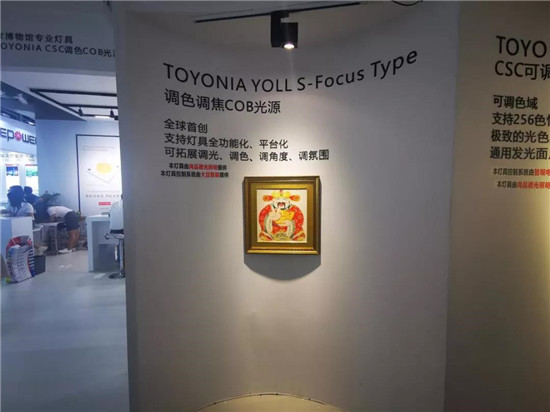 博物馆专业灯具
TOYONIA CSC调色COB光源
EPOWER
TOYONIA YOLL S-Focus Type
调色调焦COB光源
全球首创
支持灯具全功能化、平台化
可拓展调光、调色、调角度、调氛围
TOYO
CSC可调
可调色域
支持256色
极致的光色
通用发光面